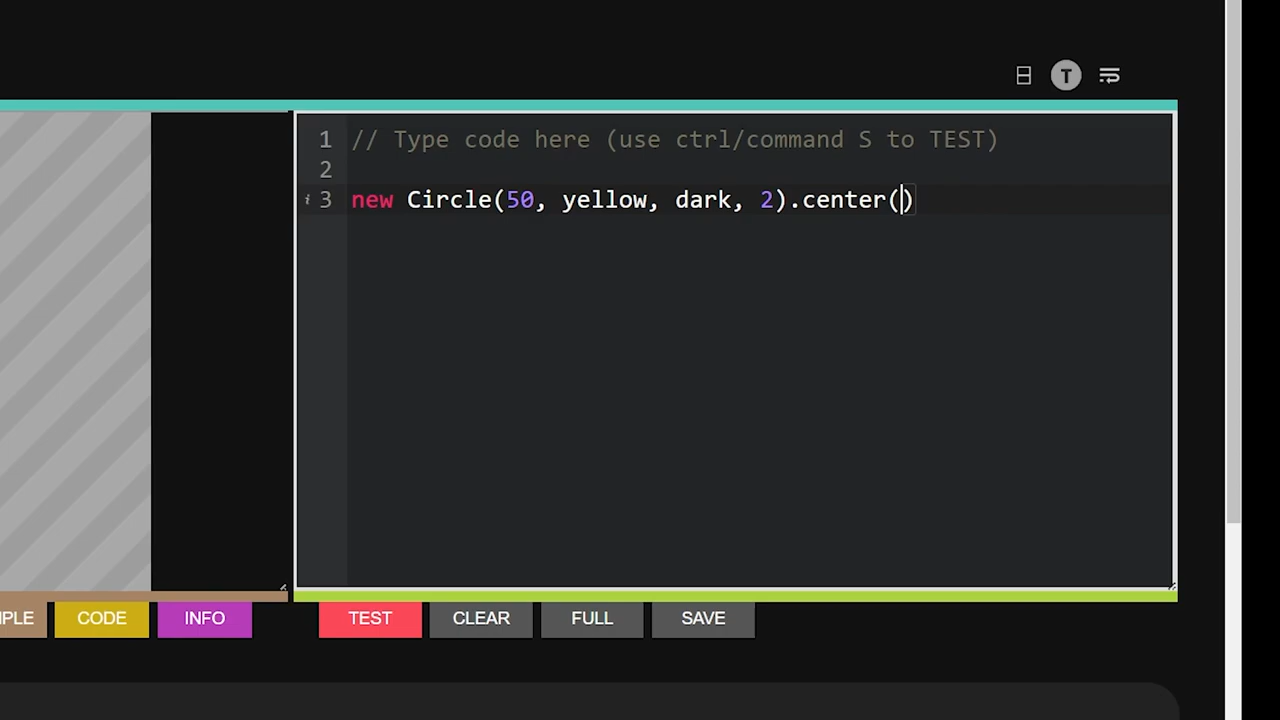 T
1 // Type code here (use ctrl/command S to TEST)
2
i 3 new Circle(50, yellow, dark, 2).center()
PLE CODE INFO TEST CLEAR FULL SAVE